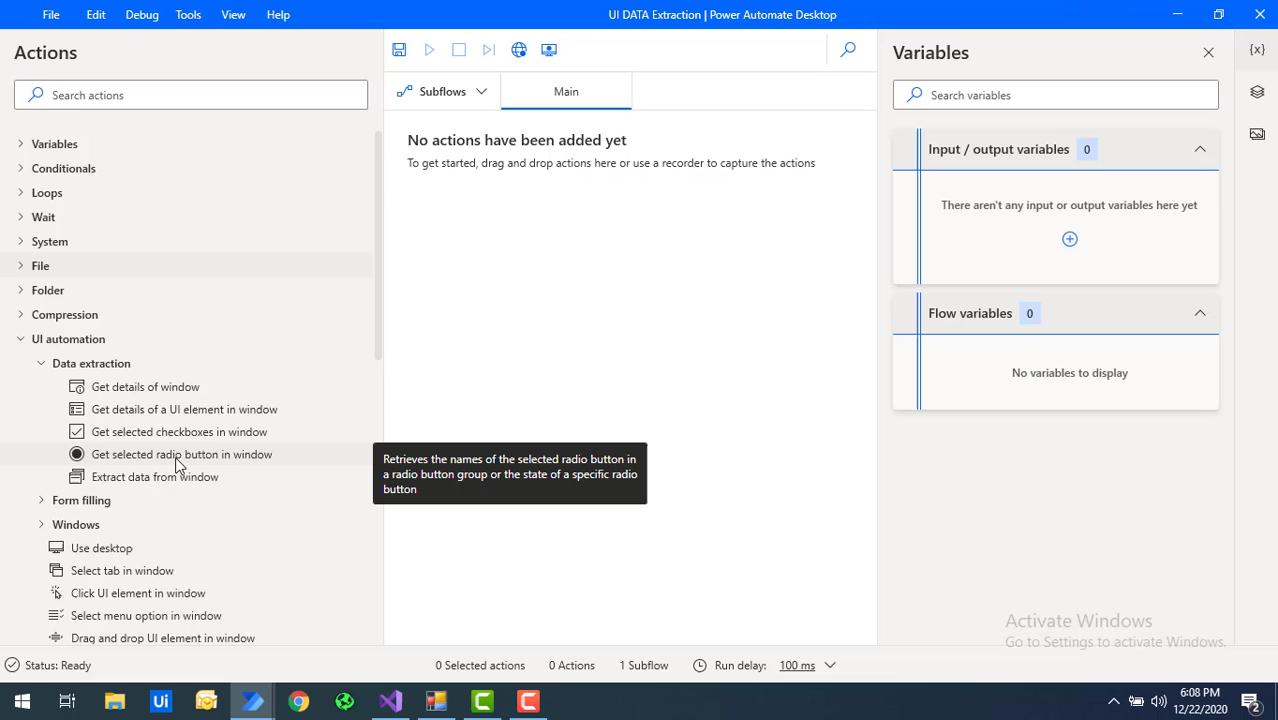 File Edit Debug Tools View Help UI DATA Extraction | Power Automate Desktop
Actions
Search actions
Variables
Conditionals
Loops
Wait
System
File
Folder
Compression
UI automation
Data extraction
Get details of window
Get details of a UI element in window
Get selected checkboxes in window
Get selected radio button in window
Extract data from window
Form filling
Windows
Use desktop
Select tab in window
Click UI element in window
Select menu option in window
Drag and drop UI element in window
Subflows Main
No actions have been added yet
To get started, drag and drop actions here or use a recorder to capture the actions
Retrieves the names of the selected radio button in
a radio button group or the state of a specific radio
button
Variables {x}
Search variables
Input / output variables 0
There aren't any input or output variables here yet
Flow variables 0
No variables to display
Activate Windows
Go to Settings to activate Windows.
Status: Ready 0 Selected actions 0 Actions 1 Subflow Run delay: 100 ms
Ui 6:08 PM
12/22/2020 2